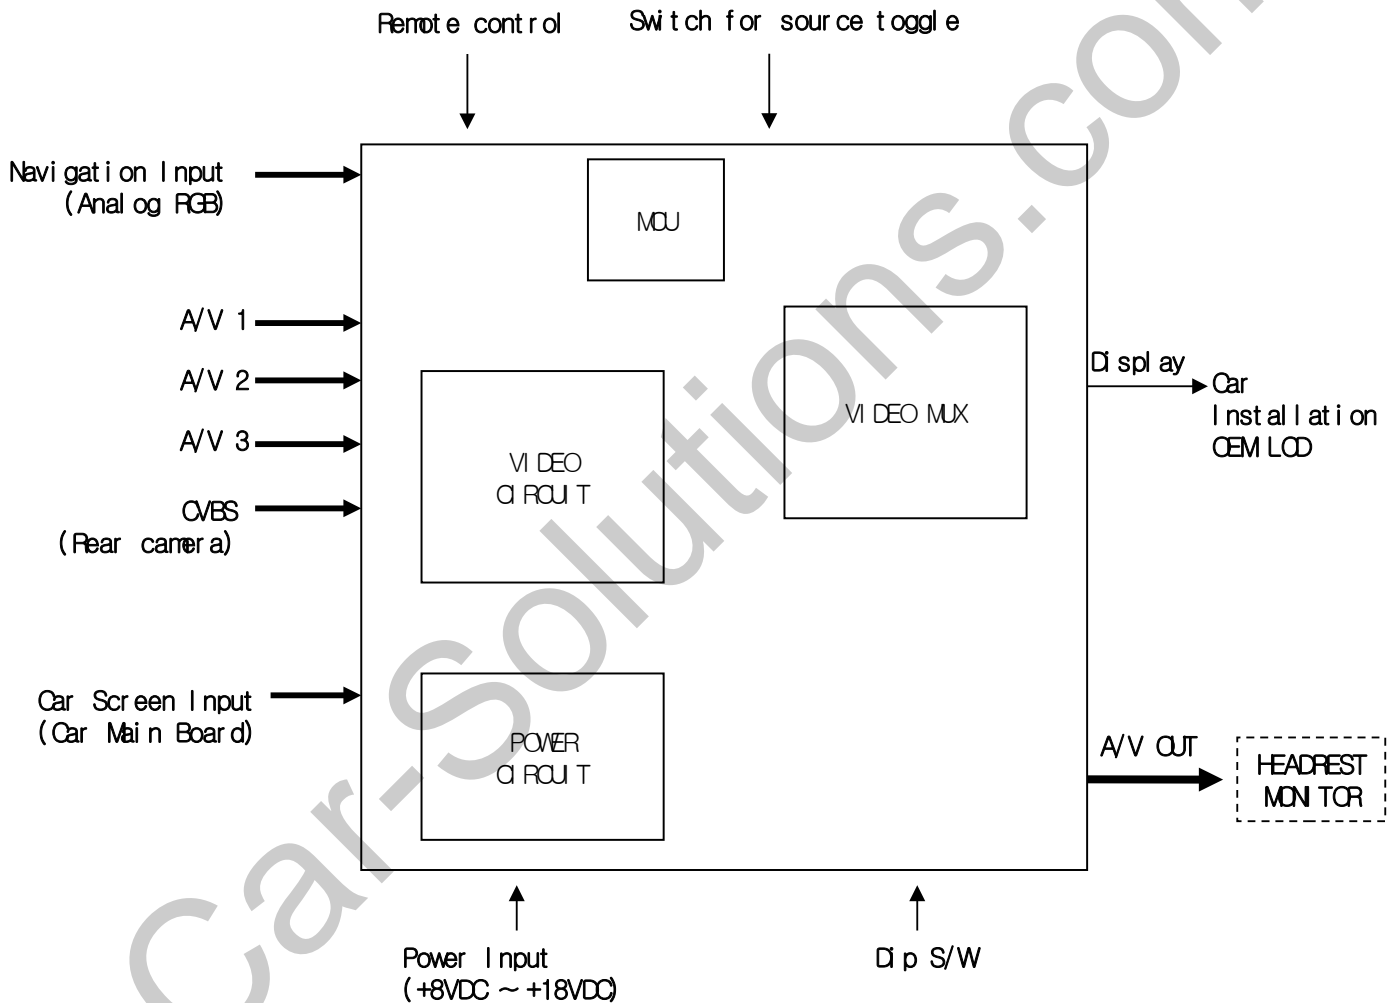 Remote control
Switch for source toggle
Navigation Input
(Analog RGB)
MCU
A/V 1
A/V 2
A/V 3
CVBS
(Rear camera)
VIDEO
CIRCUIT
VIDEO MUX
Display
Car
Installation
OEM LCD
Car Screen Input
(Car Main Board)
POWER
CIRCUIT
A/V OUT
HEADREST
MONITOR
Power Input
(+8VDC ~ +18VDC)
Dip S/W
Car-Solutions.com